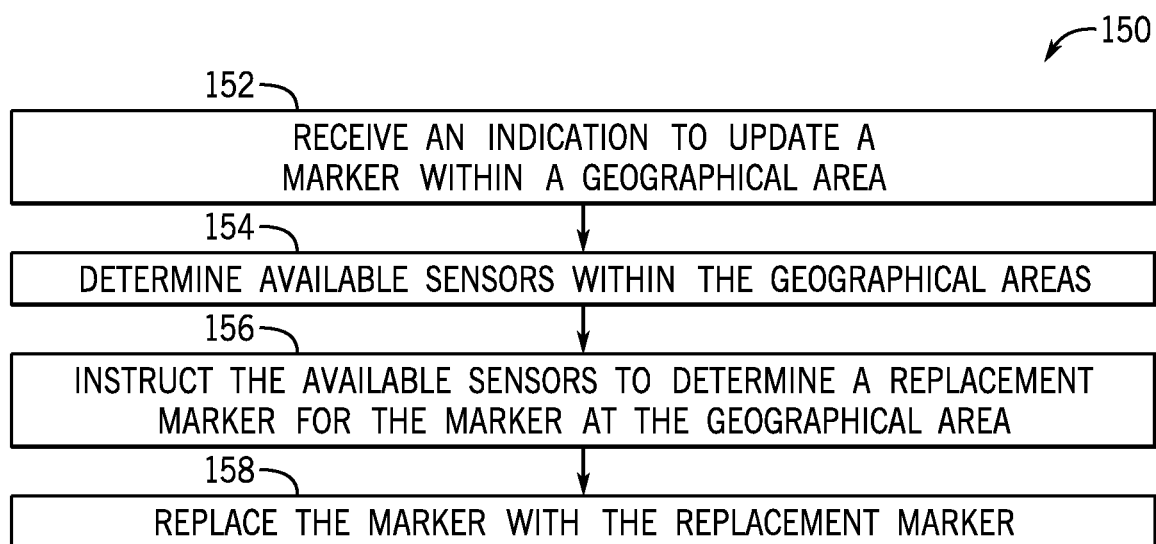 150
152
RECEIVE AN INDICATION TO UPDATE A
MARKER WITHIN A GEOGRAPHICAL AREA
154
DETERMINE AVAILABLE SENSORS WITHIN THE GEOGRAPHICAL AREAS
156
INSTRUCT THE AVAILABLE SENSORS TO DETERMINE A REPLACEMENT
MARKER FOR THE MARKER AT THE GEOGRAPHICAL AREA
158
REPLACE THE MARKER WITH THE REPLACEMENT MARKER